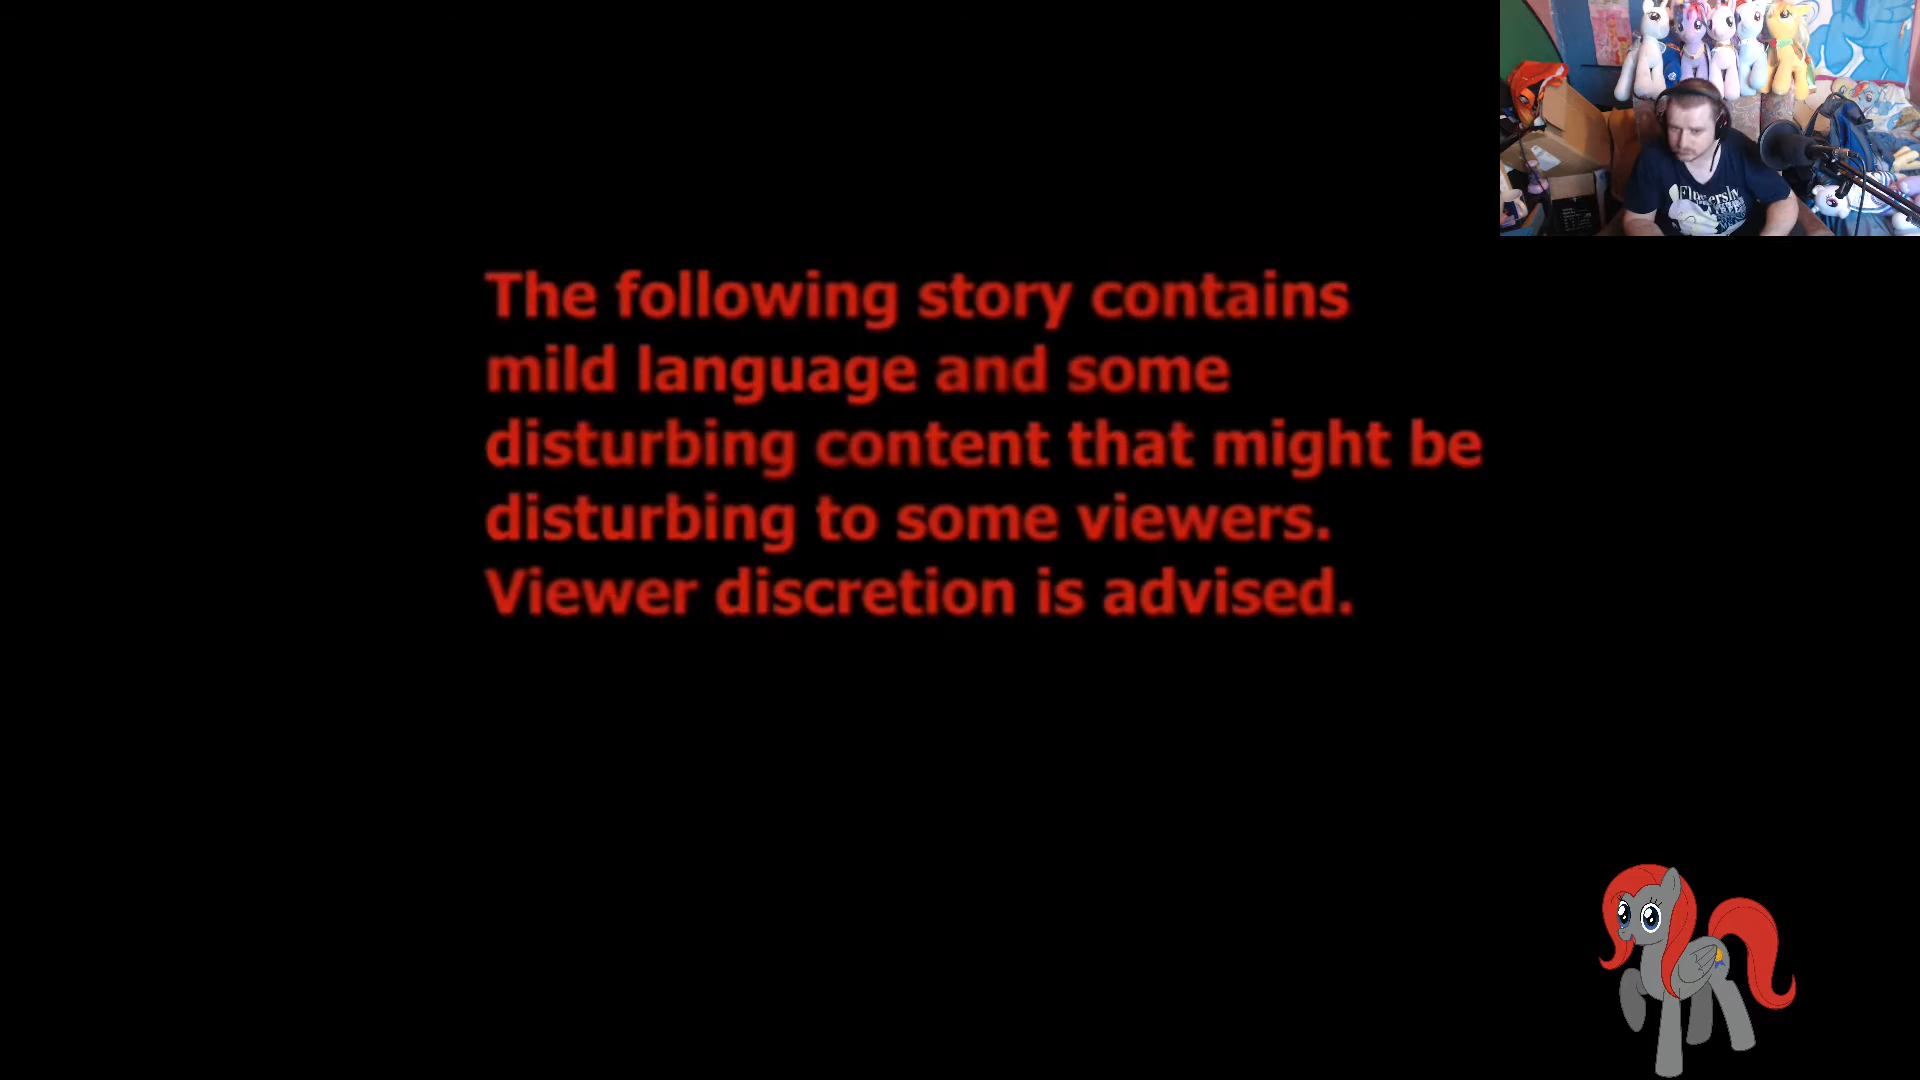 The following story contains
mild language and some
disturbing content that might be
disturbing to some viewers.
Viewer discretion is advised.